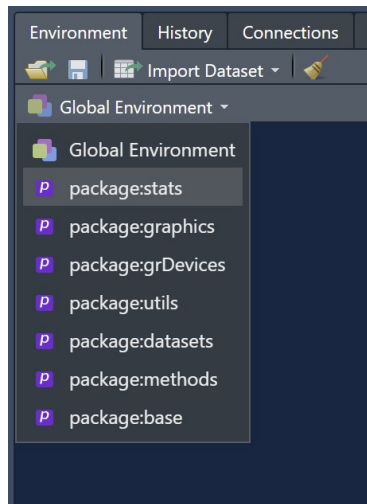 Environment History Connections
Import Dataset
Global Environment
Global Environment
P package:stats
P package:graphics
P package:grDevices
P package:utils
P package:datasets
P package:methods
P package:base